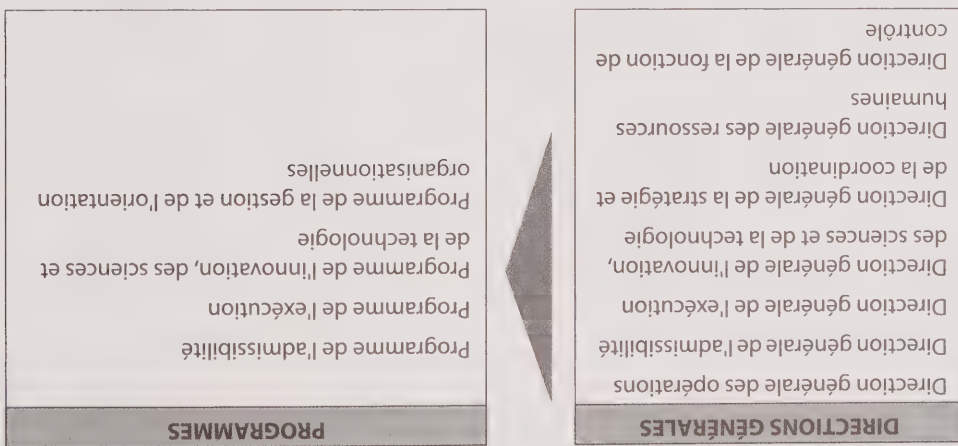 DIRECTIONS GÉNÉRALES
Direction générale des opérations
Direction générale de l'admissibilité
Direction générale de l'exécution
Direction générale de l'innovation,
des sciences et de la technologie
Direction générale de la stratégie et
de la coordination
Direction générale des ressources
humaines
Direction générale de la fonction de
contrôle
PROGRAMMES
Programme de l'admissibilité
Programme de l'exécution
Programme de l'innovation, des sciences et
de la technologie
Programme de la gestion et de l'orientation
organisationnelles